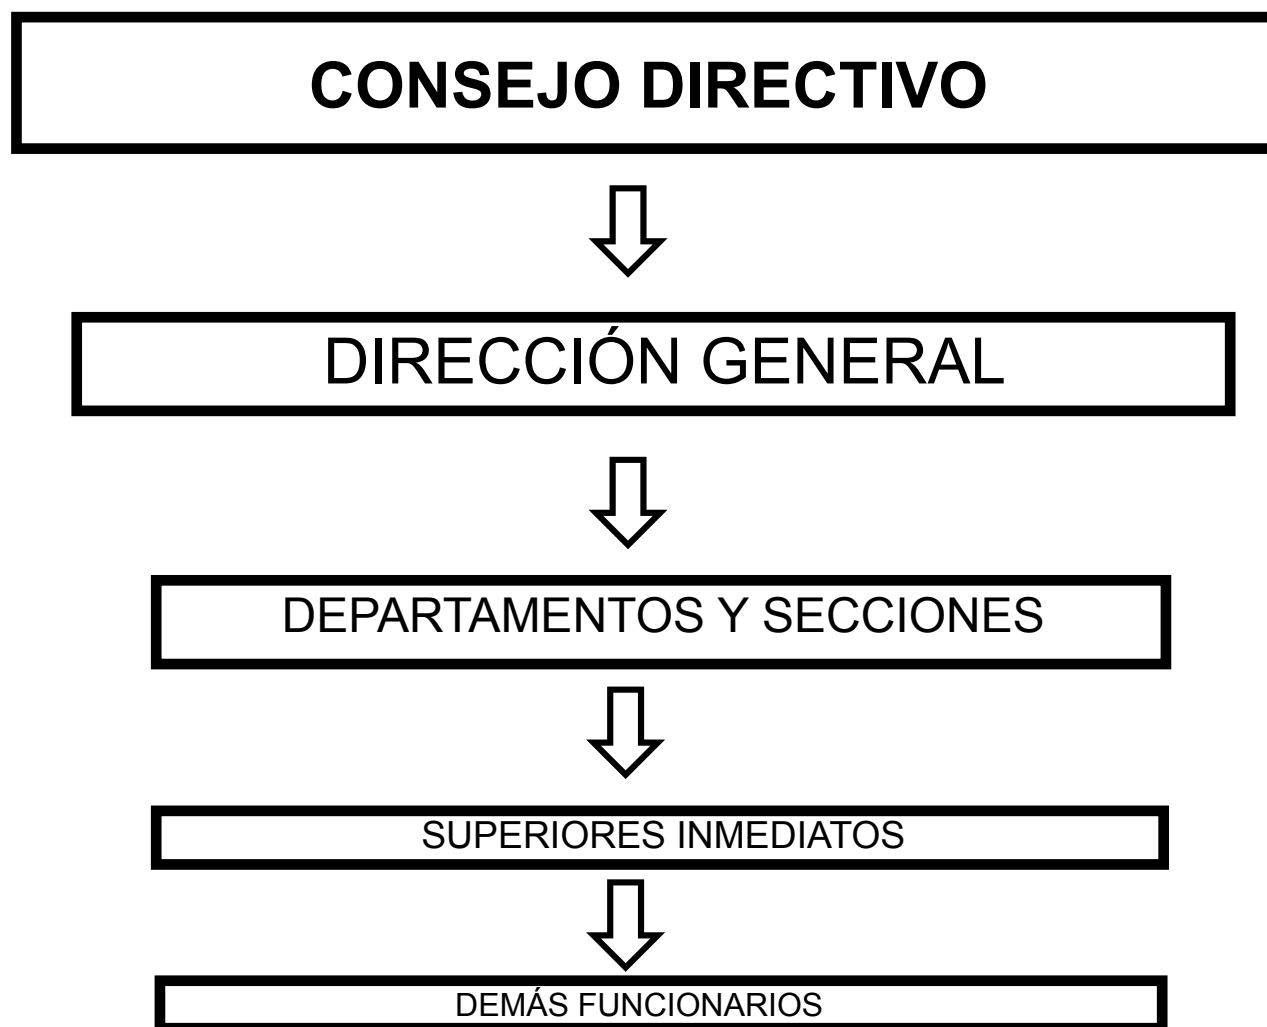 CONSEJO DIRECTIVO
DIRECCIÓN GENERAL
DEPARTAMENTOS Y SECCIONES
SUPERIORES INMEDIATOS
DEMÁS FUNCIONARIOS